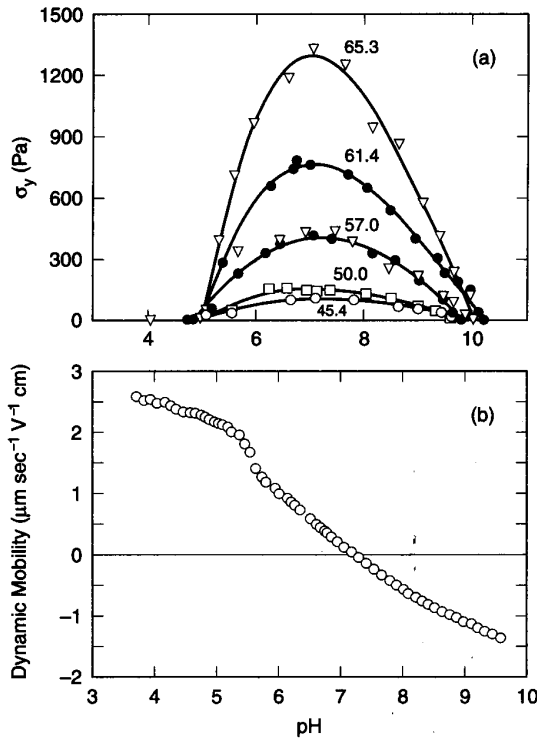 1500
1200
900
600
300
0
σy (Pa)
(a)
65.3
61.4
57.0
50.0
45.4
4 6 8 10
3
2
1
0
−1
−2
Dynamic Mobility (μm sec⁻¹ V⁻¹ cm)
(b)
3 4 5 6 7 8 9 10
pH